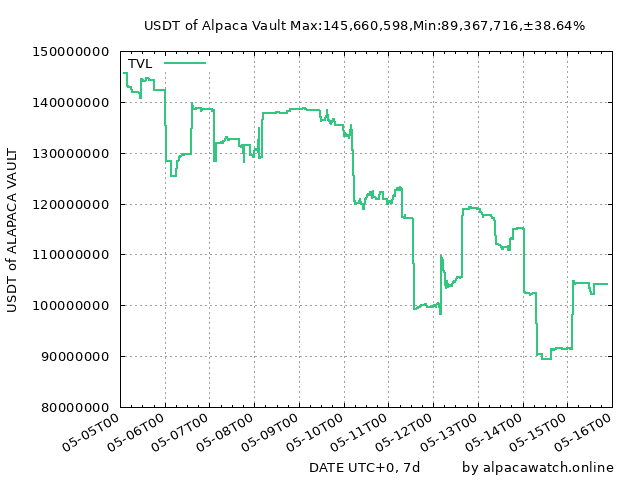 USDT of Alpaca Vault Max:145,660,598,Min:89,367,716,±38.64%
TVL
150000000
140000000
130000000
120000000
110000000
100000000
90000000
80000000
USDT of ALAPACA VAULT
05-05T00
05-06T00
05-07T00
05-08T00
05-09T00
05-10T00
05-11T00
05-12T00
05-13T00
05-14T00
05-15T00
05-16T00
DATE UTC+0, 7d
by alpacawatch.online